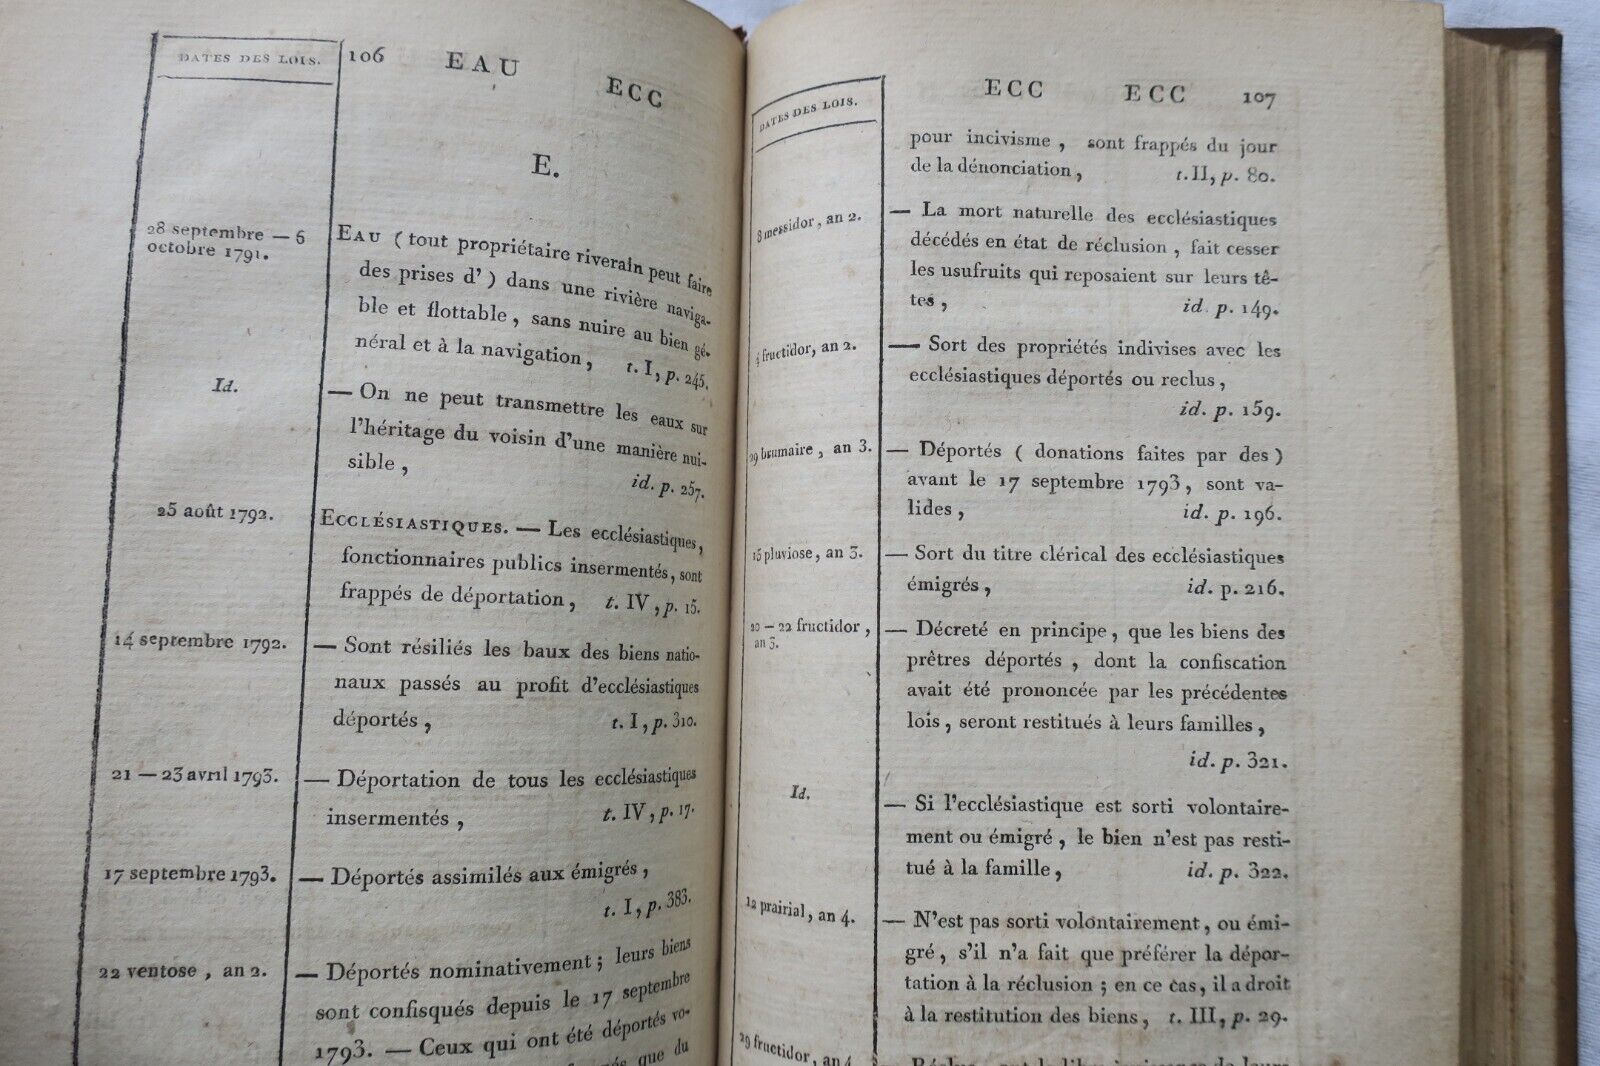 DATES DES LOIS.
106 EAU ECC
E.
28 septembre — 6
octobre 1791.
EAU ( tout propriétaire riverain peut faire
des prises d' ) dans une rivière naviga-
ble et flottable, sans nuire au bien gé-
néral et à la navigation, t. I, p. 245.
Id.
— On ne peut transmettre les eaux sur
l'héritage du voisin d'une manière nui-
sible, id. p. 257.
25 août 1792.
ECCLÉSIASTIQUES. — Les ecclésiastiques,
fonctionnaires publics insermentés, sont
frappés de déportation, t. IV, p. 15.
14 septembre 1792.
— Sont résiliés les baux des biens natio-
naux passés au profit d'ecclésiastiques
déportés, t. I, p. 310.
21 — 23 avril 1793.
— Déportation de tous les ecclésiastiques
insermentés, t. IV, p. 17.
17 septembre 1793.
— Déportés assimilés aux émigrés,
t. I, p. 383.
22 ventose, an 2.
— Déportés nominativement ; leurs biens
sont confisqués depuis le 17 septembre
1793. — Ceux qui ont été déportés vo-
que du
DATES DES LOIS.
ECC ECC 107
pour incivisme, sont frappés du jour
de la dénonciation, t. II, p. 80.
8 messidor, an 2.
— La mort naturelle des ecclésiastiques
décédés en état de réclusion, fait cesser
les usufruits qui reposaient sur leurs tê-
tes, id. p. 149.
4 fructidor, an 2.
— Sort des propriétés indivises avec les
ecclésiastiques déportés ou reclus,
id. p. 159.
29 brumaire, an 3.
— Déportés ( donations faites par des )
avant le 17 septembre 1793, sont va-
lides, id. p. 196.
15 pluviose, an 3.
— Sort du titre clérical des ecclésiastiques
émigrés, id. p. 216.
20 — 22 fructidor,
an 3.
— Décreté en principe, que les biens des
prêtres déportés, dont la confiscation
avait été prononcée par les précédentes
lois, seront restitués à leurs familles,
id. p. 321.
Id.
— Si l'ecclésiastique est sorti volontaire-
ment ou émigré, le bien n'est pas resti-
tué à la famille, id. p. 322.
12 prairial, an 4.
— N'est pas sorti volontairement, ou émi-
gré, s'il n'a fait que préférer la dépor-
tation à la réclusion ; en ce cas, il a droit
à la restitution des biens, t. III, p. 29.
29 fructidor, an 4.